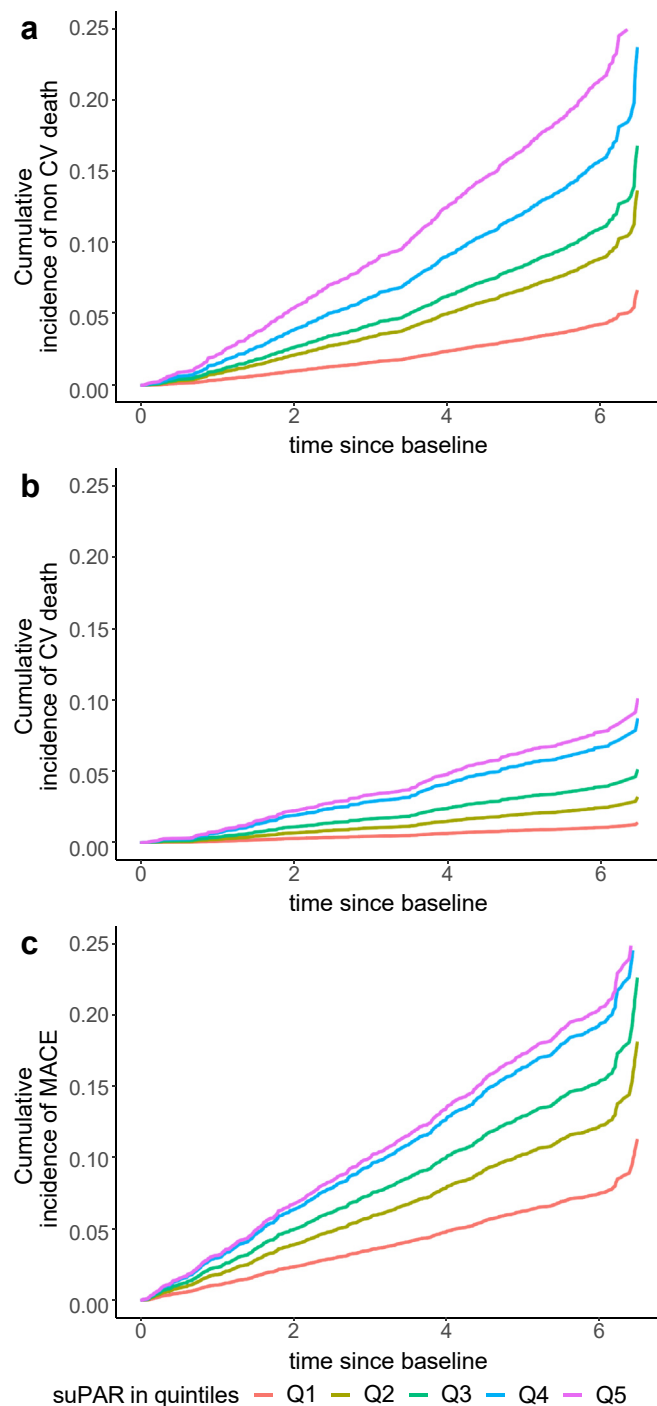 a
Cumulative
incidence of non CV death
0.25
0.20
0.15
0.10
0.05
0.00
0 2 4 6
time since baseline
b
Cumulative
incidence of CV death
0.25
0.20
0.15
0.10
0.05
0.00
0 2 4 6
time since baseline
c
Cumulative
incidence of MACE
0.25
0.20
0.15
0.10
0.05
0.00
0 2 4 6
time since baseline
suPAR in quintiles Q1 Q2 Q3 Q4 Q5